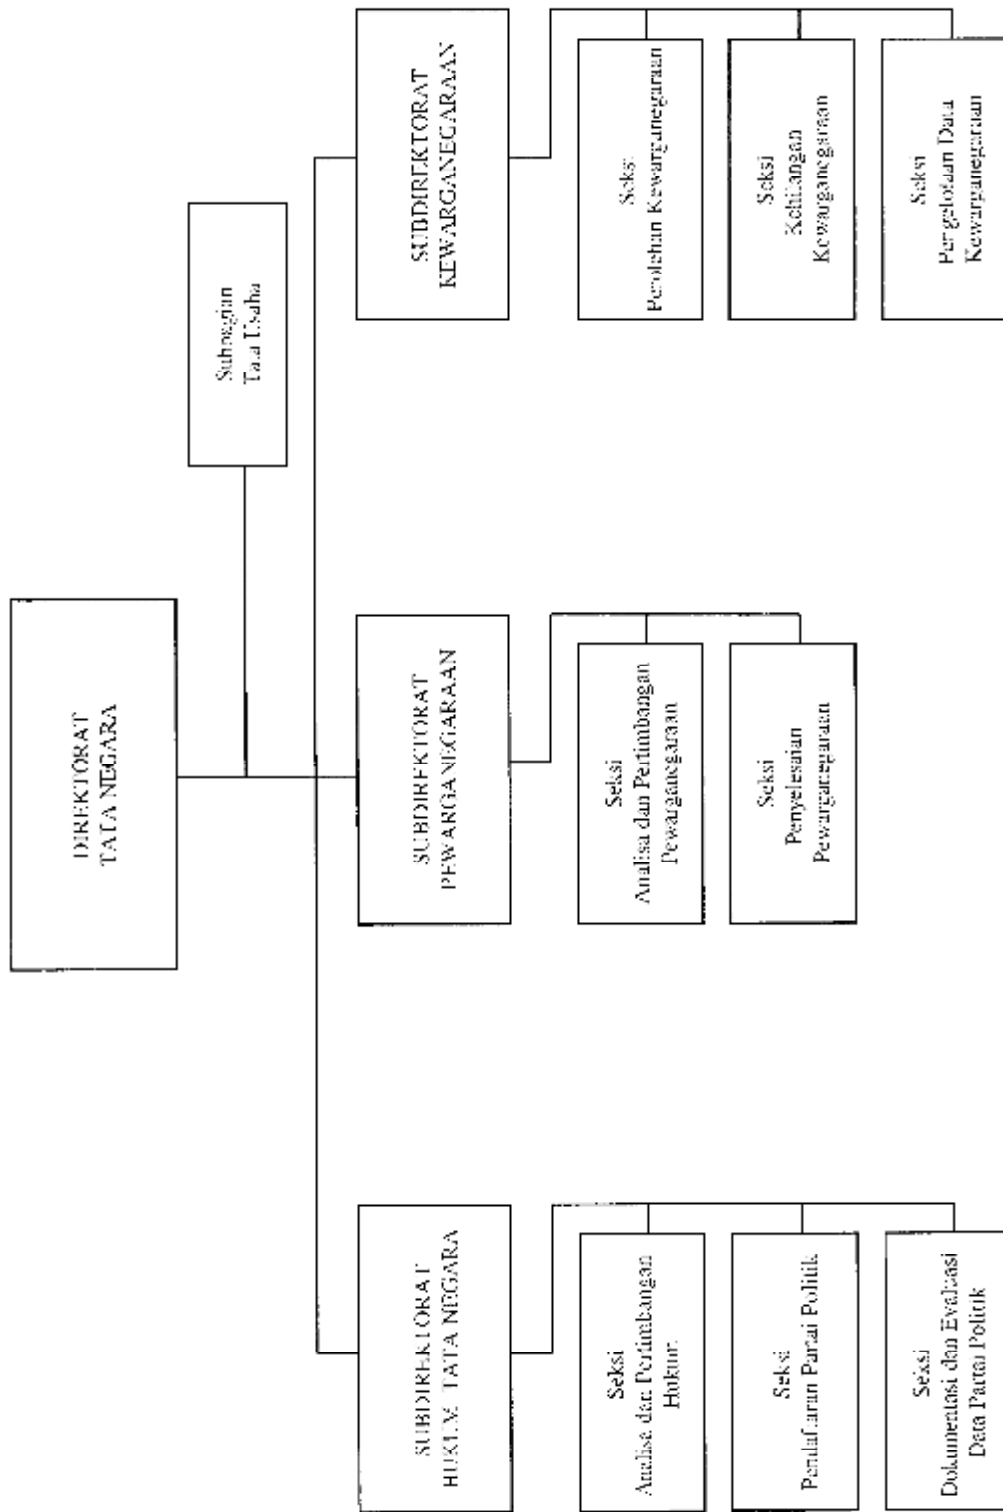 DIREKTORAT
TATA NEGARA
Subbagian
Tata Usaha
SUBDIREKTORAT
HUKUM TATA NEGARA
SUBDIREKTORAT
PEWARGANEGARAAN
SUBDIREKTORAT
KEWARGANEGARAAN
Seksi
Analisa dan Pertimbangan
Hukum
Seksi
Pendaftaran Partai Politik
Seksi
Dokumentasi dan Evaluasi
Data Partai Politik
Seksi
Analisa dan Pertimbangan
Pewarganegaraan
Seksi
Penyelesaian
Pewarganegaraan
Seksi
Perolehan Kewarganegaraan
Seksi
Kehilangan
Kewarganegaraan
Seksi
Pengelolaan Data
Kewarganegaraan